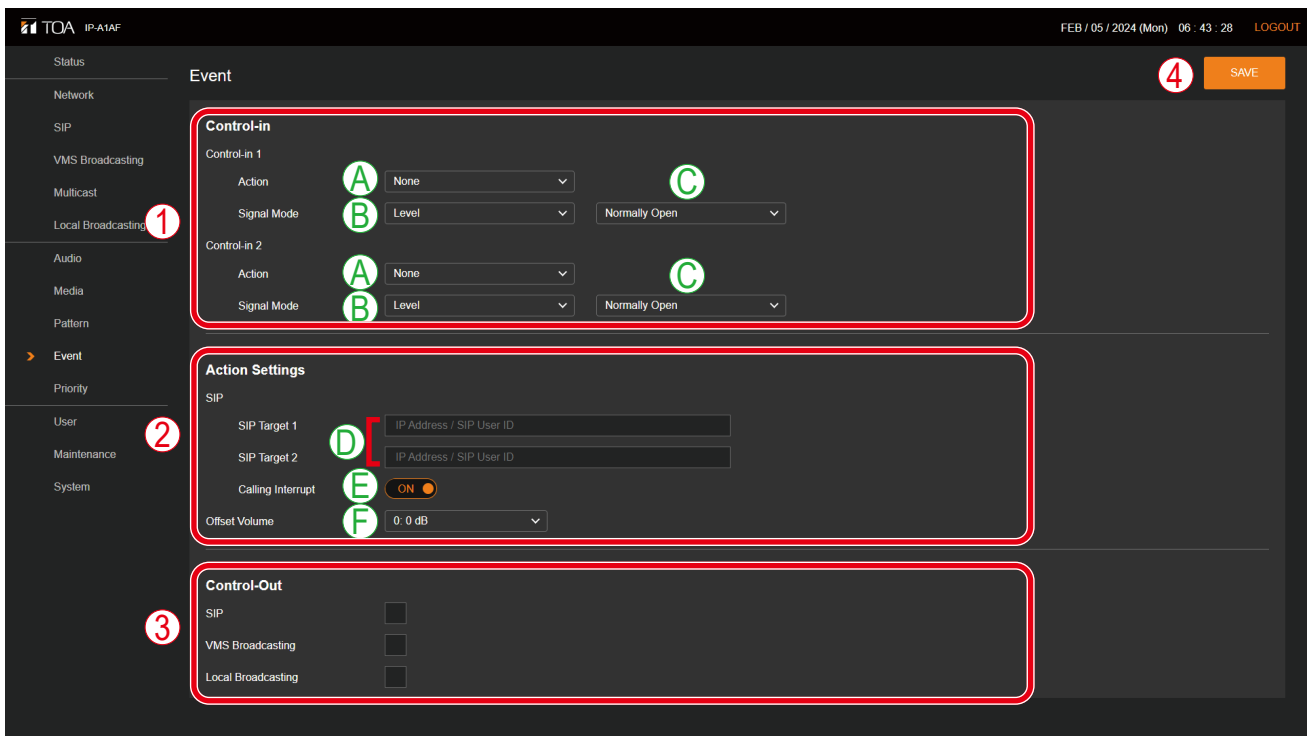 TOA IP-A1AF FEB / 05 / 2024 (Mon) 06 : 43 : 28 LOGOUT
Status
Network
SIP
VMS Broadcasting
Multicast
Local Broadcasting
Audio
Media
Pattern
Event
Priority
User
Maintenance
System
Event 4 SAVE
1
Control-in
Control-in 1
Action A None C
Signal Mode B Level Normally Open
Control-in 2
Action A None C
Signal Mode B Level Normally Open
2
Action Settings
SIP
SIP Target 1 IP Address / SIP User ID
D
SIP Target 2 IP Address / SIP User ID
Calling Interrupt E ON
Offset Volume F 0: 0 dB
3
Control-Out
SIP
VMS Broadcasting
Local Broadcasting